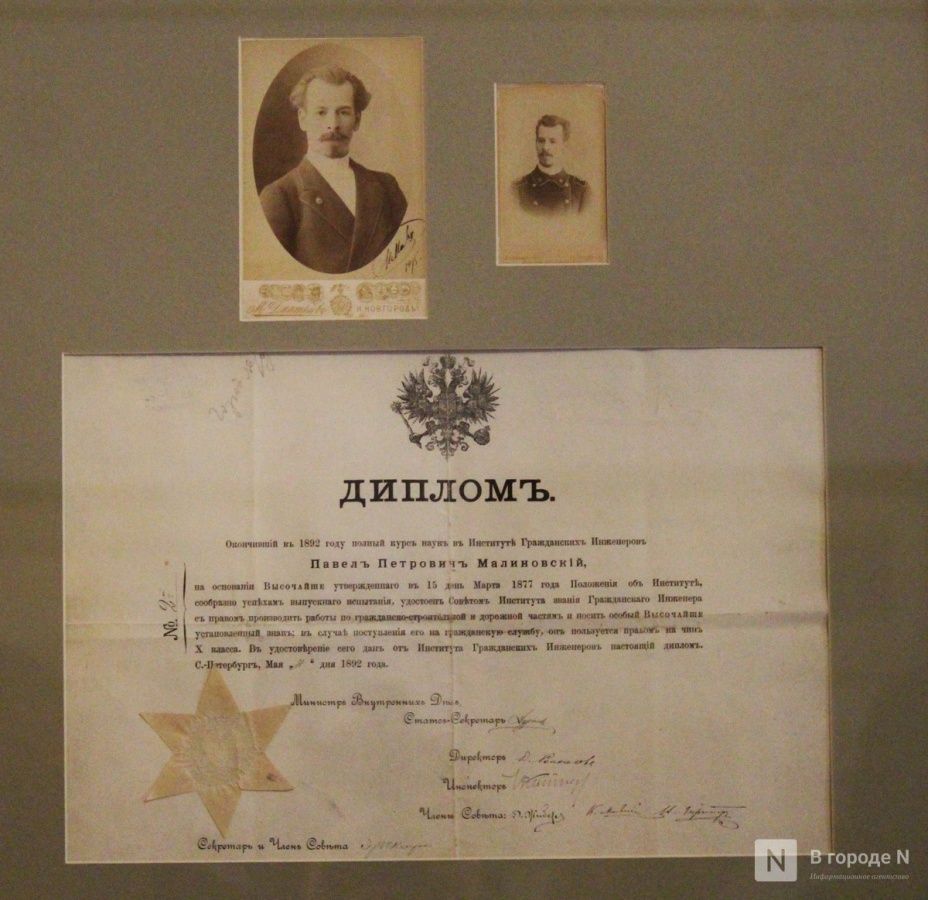 М. Дмитріевъ
Н. НОВГОРОДЪ
ДИПЛОМЪ.
Окончившій въ 1892 году полный курсъ наукъ въ Институтѣ Гражданскихъ Инженеровъ
Павелъ Петровичъ Малиновскій,
на основаніи Высочайше утвержденнаго въ 15 день Марта 1877 года Положенія объ Институтѣ,
сообразно успѣхамъ выпускнаго испытанія, удостоенъ Совѣтомъ Института званія Гражданскаго Инженера
съ правомъ производить работы по гражданско-строительной и дорожной частямъ и носить особый Высочайше
установленный знакъ; въ случаѣ поступленія его на гражданскую службу, онъ пользуется правомъ на чинъ
X класса. Въ удостовѣреніе сего данъ отъ Института Гражданскихъ Инженеровъ настоящій дипломъ.
С.-Петербургъ, Мая дня 1892 года.
№
Министръ Внутреннихъ Дѣлъ,
Статсъ-Секретарь
Директоръ
Инспекторъ
Члены Совѣта:
Секретарь и Членъ Совѣта
N В городе N
Информационное агентство